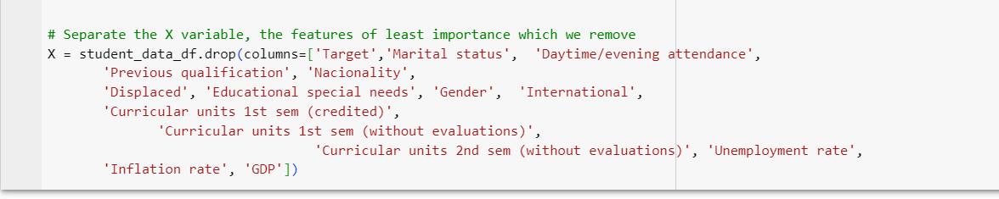 # Separate the X variable, the features of least importance which we remove
X = student_data_df.drop(columns=['Target','Marital status',  'Daytime/evening attendance',
'Previous qualification', 'Nacionality',
'Displaced', 'Educational special needs', 'Gender',  'International',
'Curricular units 1st sem (credited)',
'Curricular units 1st sem (without evaluations)',
'Curricular units 2nd sem (without evaluations)', 'Unemployment rate',
'Inflation rate', 'GDP'])